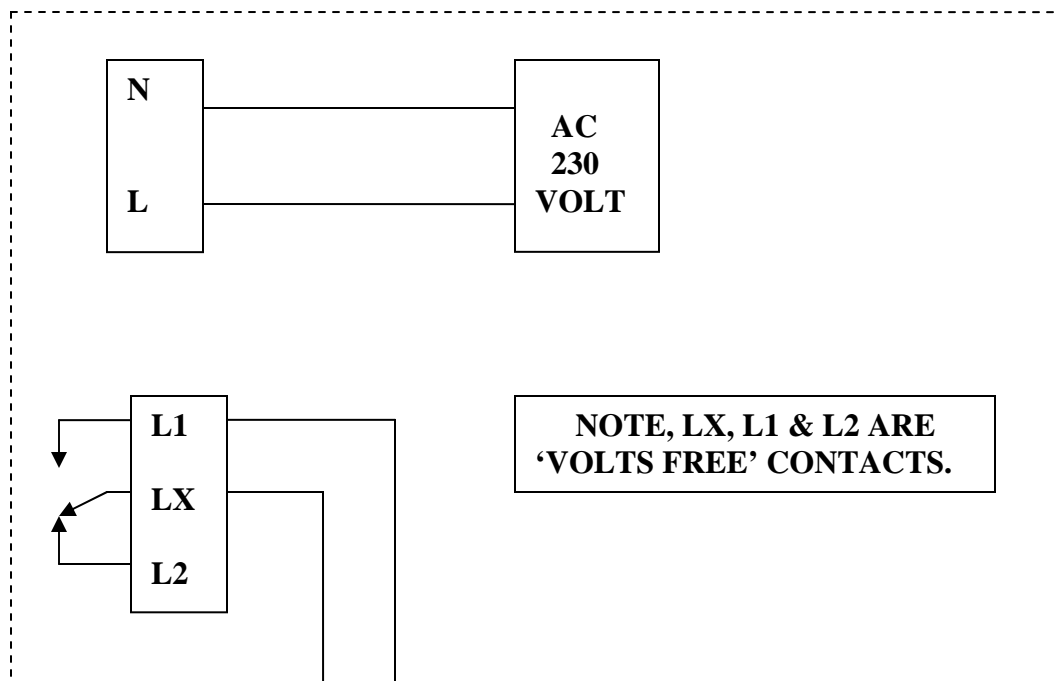 N
L
AC
230
VOLT
L1
LX
L2
NOTE, LX, L1 & L2 ARE
‘VOLTS FREE’ CONTACTS.